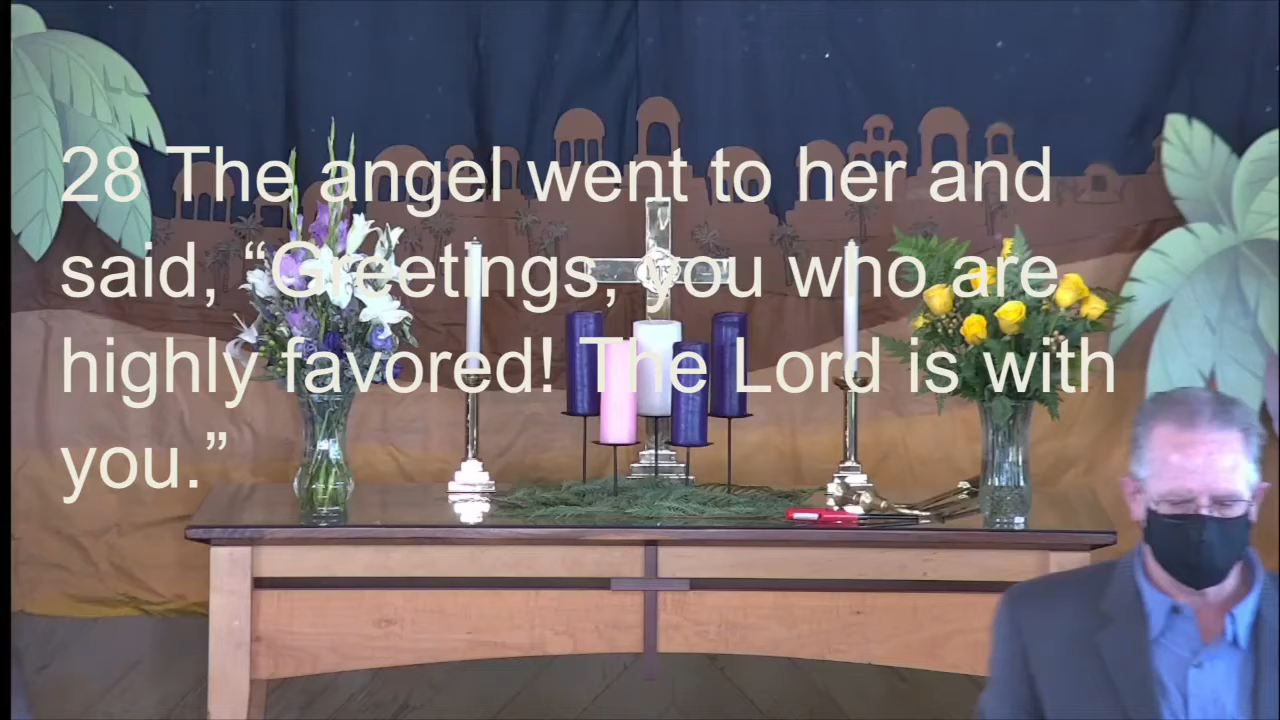 28 The angel went to her and
said, “Greetings, you who are
highly favored! The Lord is with
you.”